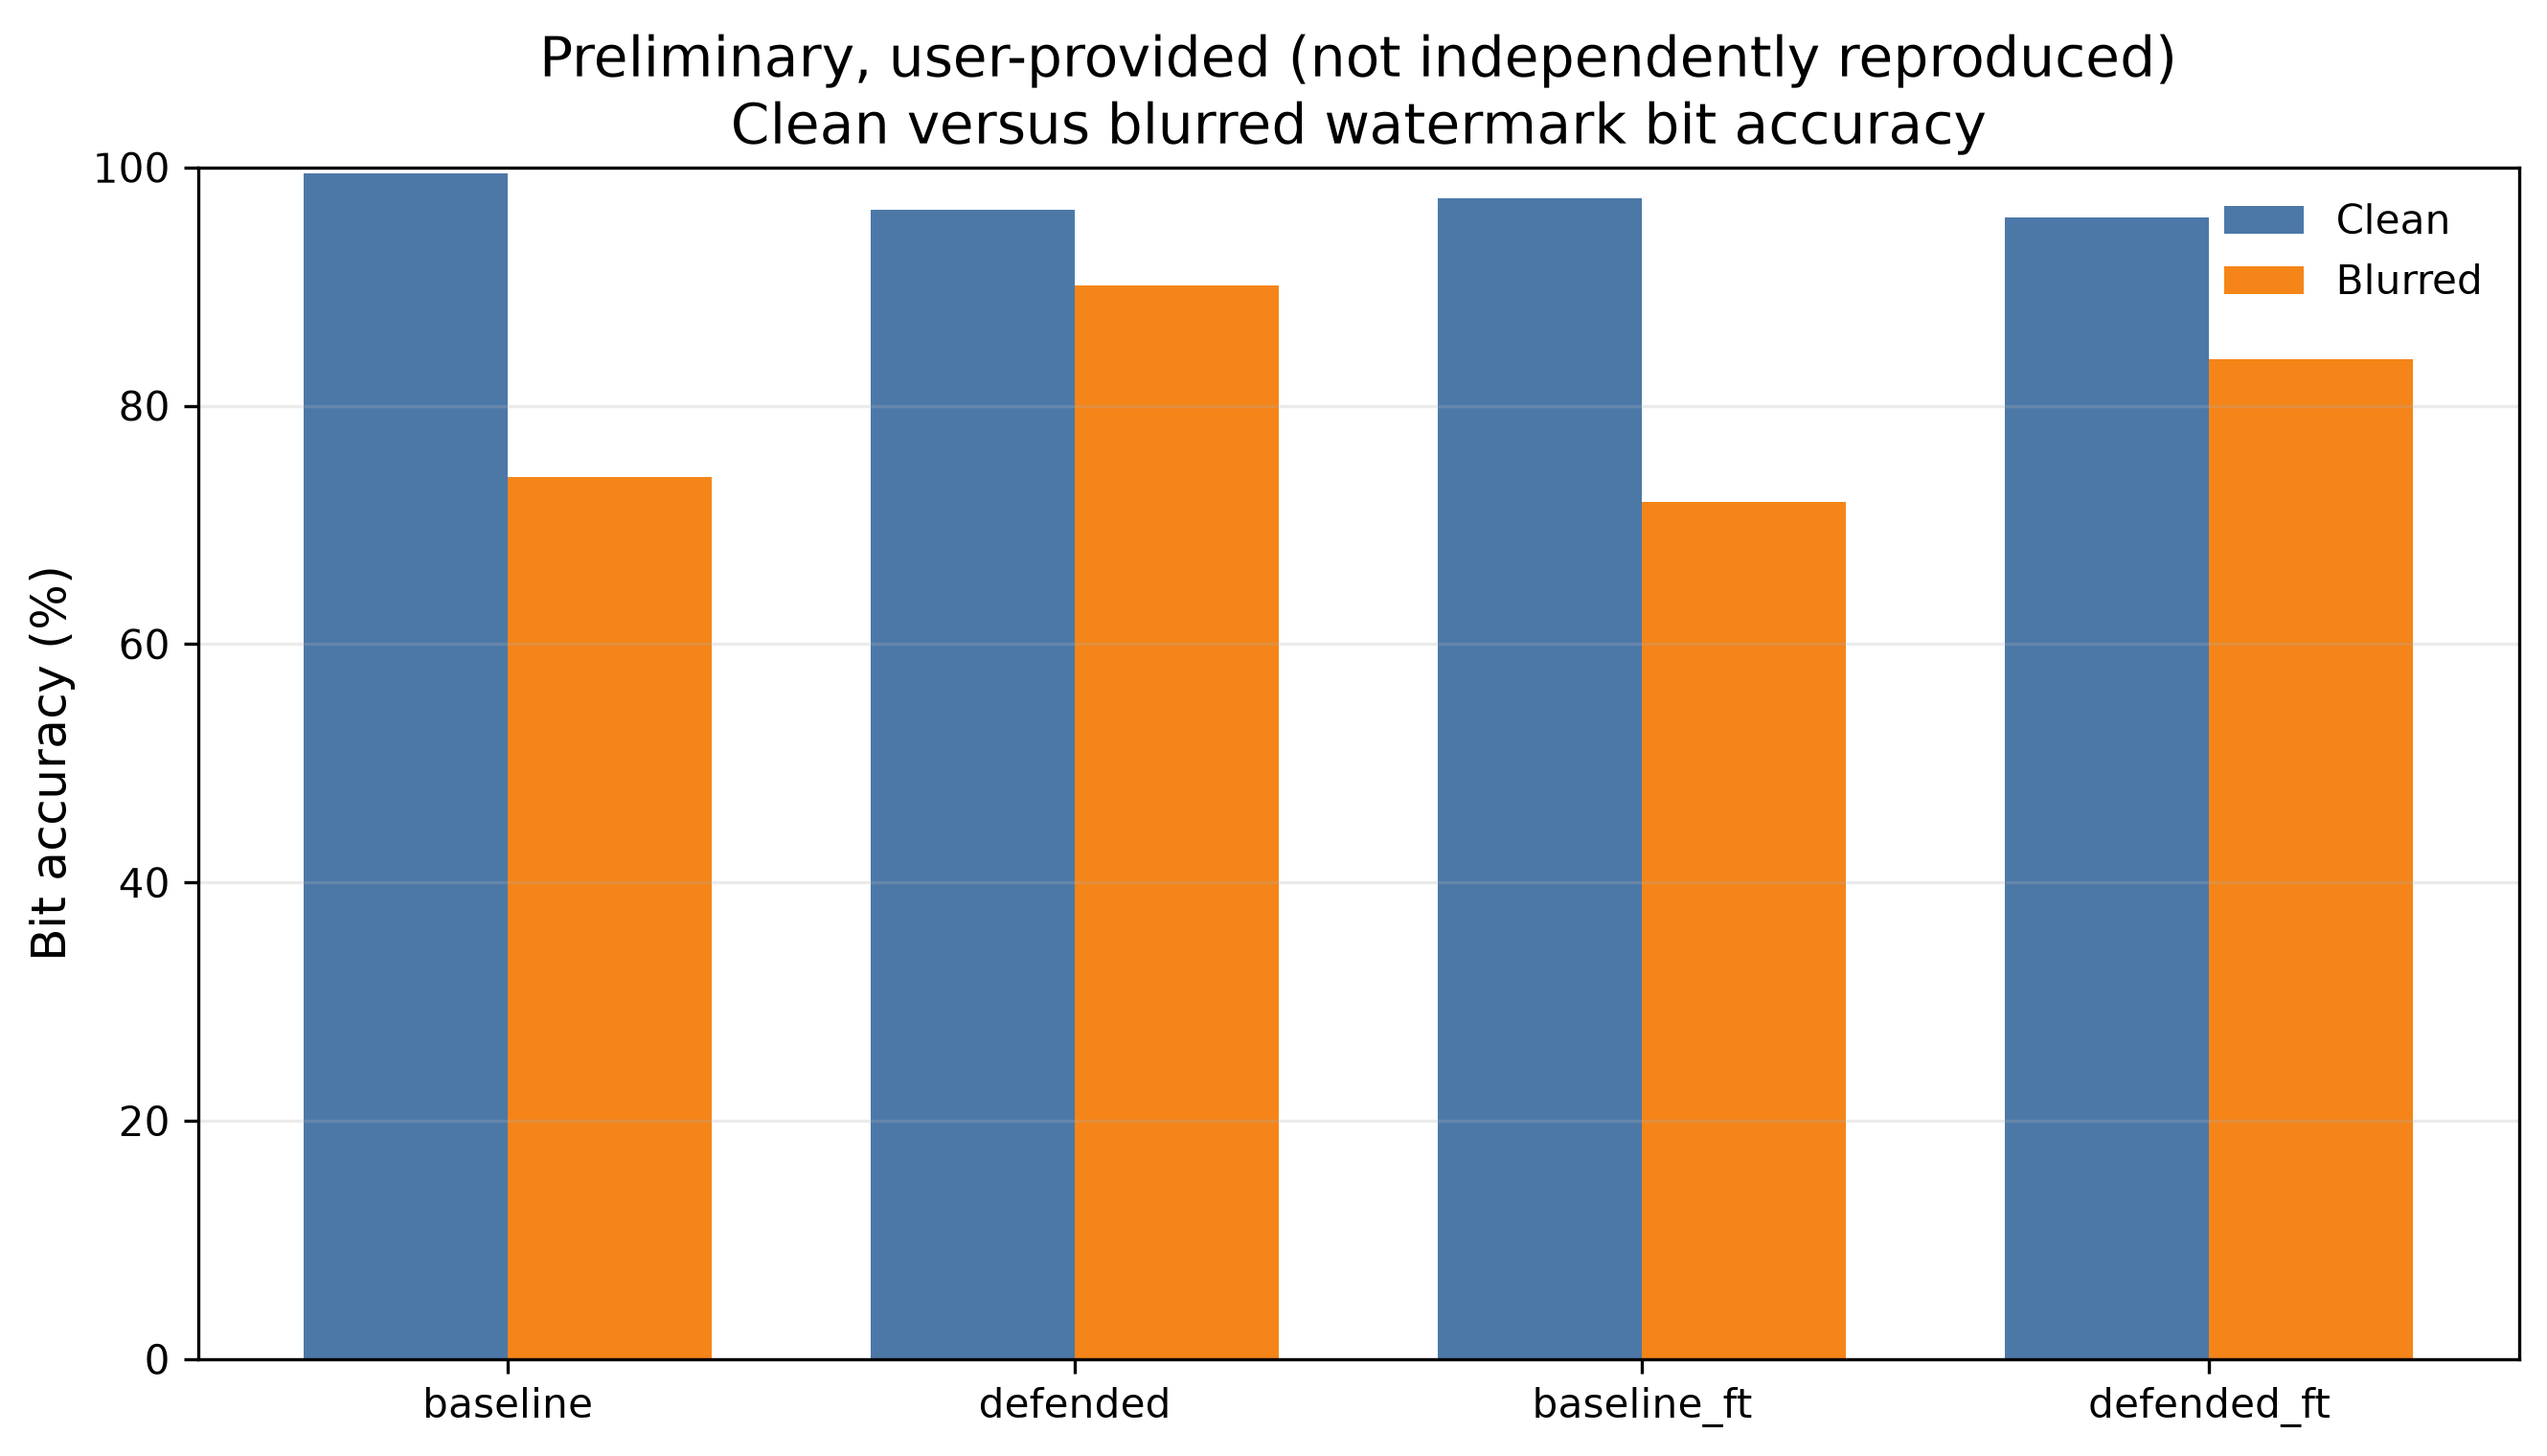 Preliminary, user-provided (not independently reproduced)
Clean versus blurred watermark bit accuracy
100
80
60
40
20
0
Bit accuracy (%)
Clean
Blurred
baseline
defended
baseline_ft
defended_ft